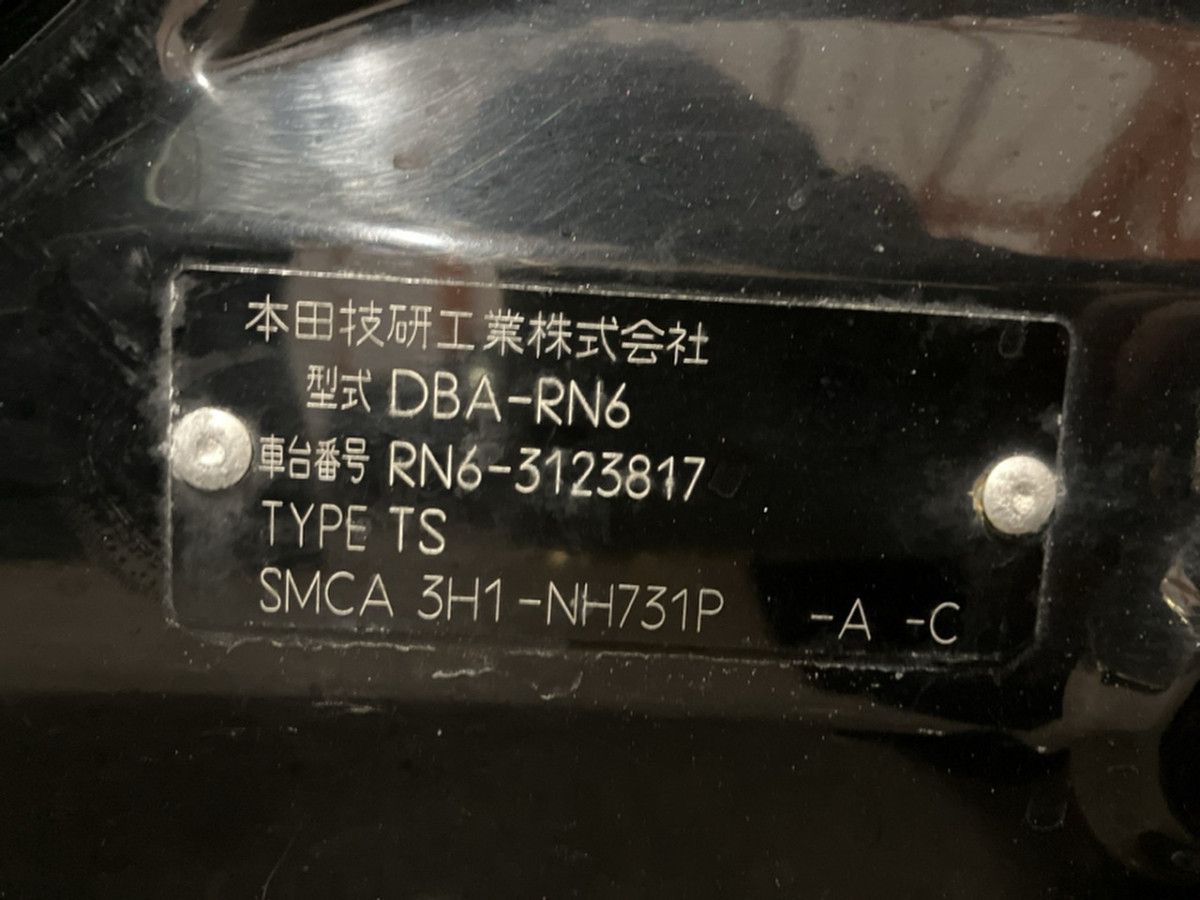 本田技研工業株式会社
型式 DBA-RN6
車台番号 RN6-3123817
TYPE TS
SMCA 3H1-NH731P -A -C